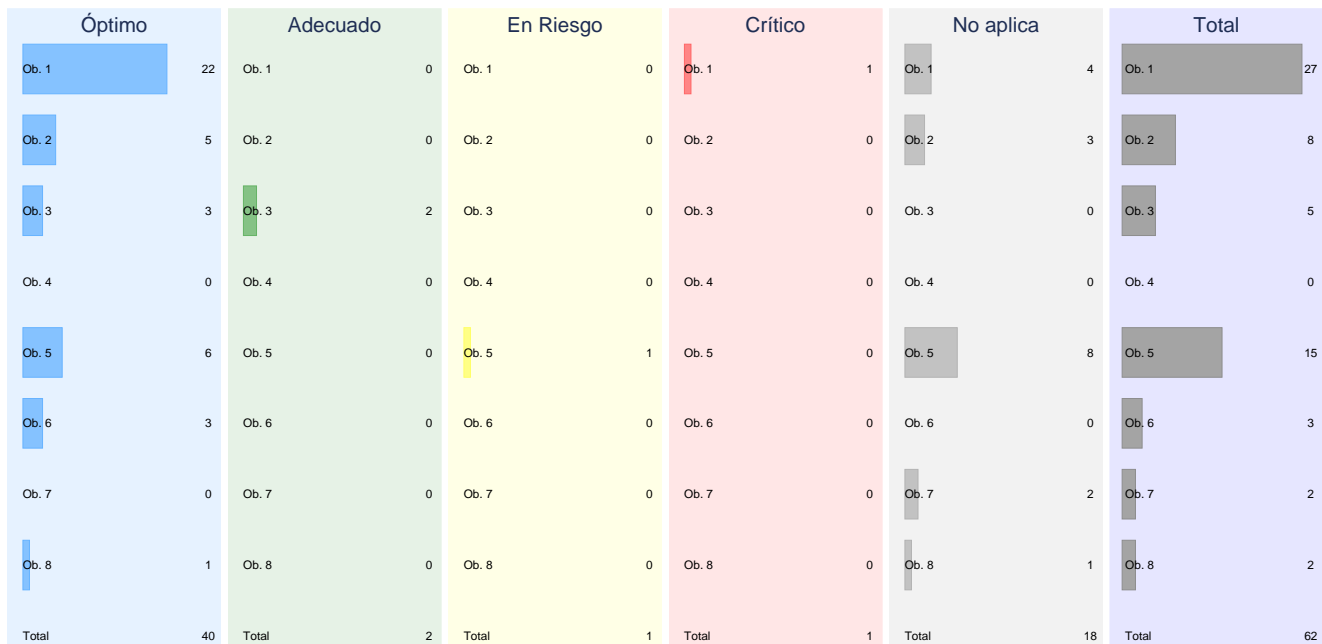 Óptimo Adecuado En Riesgo Crítico No aplica Total
Ob. 1 22 Ob. 1 0 Ob. 1 0 Ob. 1 1 Ob. 1 4 Ob. 1 27
Ob. 2 5 Ob. 2 0 Ob. 2 0 Ob. 2 0 Ob. 2 3 Ob. 2 8
Ob. 3 3 Ob. 3 2 Ob. 3 0 Ob. 3 0 Ob. 3 0 Ob. 3 5
Ob. 4 0 Ob. 4 0 Ob. 4 0 Ob. 4 0 Ob. 4 0 Ob. 4 0
Ob. 5 6 Ob. 5 0 Ob. 5 1 Ob. 5 0 Ob. 5 8 Ob. 5 15
Ob. 6 3 Ob. 6 0 Ob. 6 0 Ob. 6 0 Ob. 6 0 Ob. 6 3
Ob. 7 0 Ob. 7 0 Ob. 7 0 Ob. 7 0 Ob. 7 2 Ob. 7 2
Ob. 8 1 Ob. 8 0 Ob. 8 0 Ob. 8 0 Ob. 8 1 Ob. 8 2
Total 40 Total 2 Total 1 Total 1 Total 18 Total 62